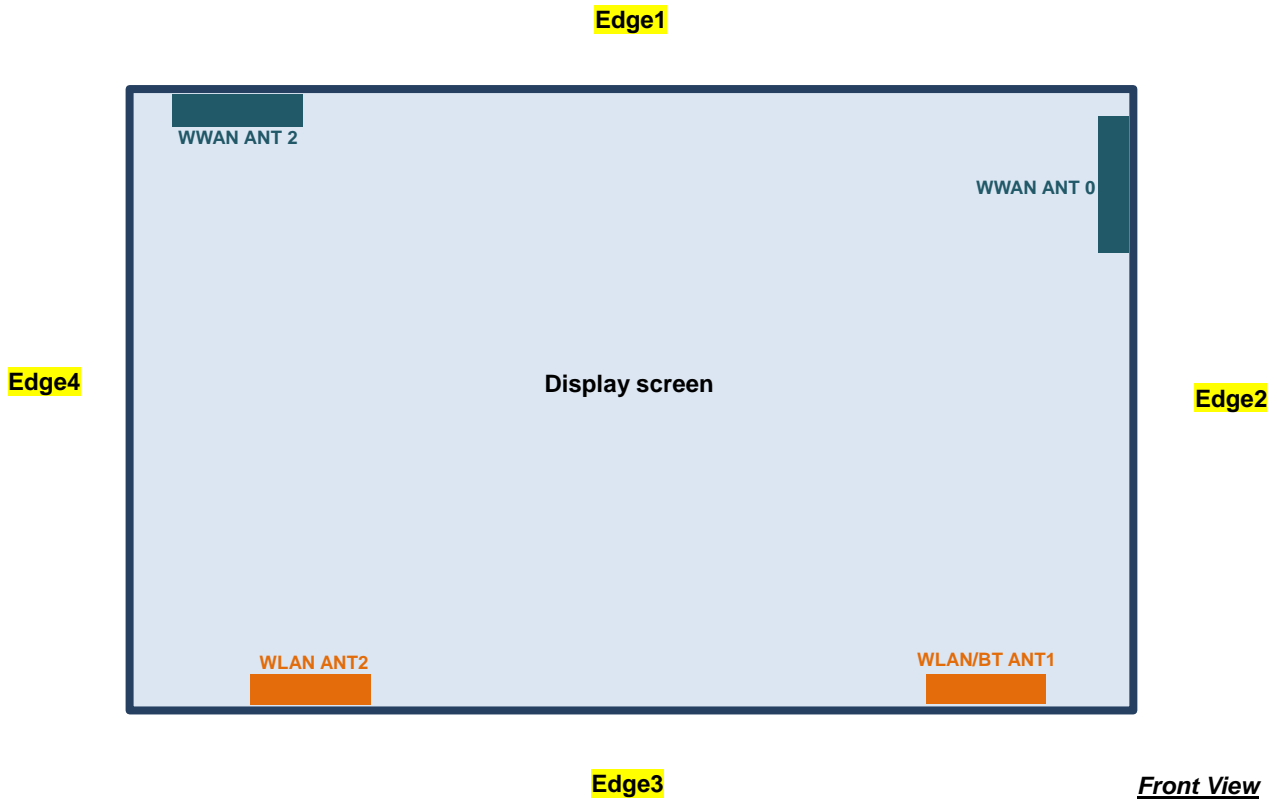 Edge1
WWAN ANT 2
WWAN ANT 0
Edge4
Display screen
Edge2
WLAN ANT2
WLAN/BT ANT1
Edge3
Front View